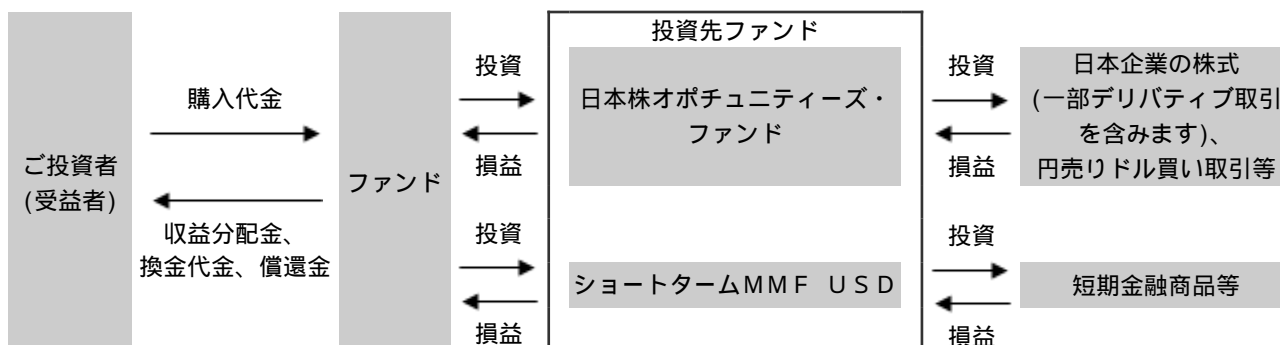 ご投資者
(受益者)
購入代金
収益分配金、
換金代金、償還金
ファンド
投資
損益
投資
損益
投資先ファンド
日本株オポチュニティーズ・
ファンド
ショートタームMMF USD
投資
損益
投資
損益
日本企業の株式
(一部デリバティブ取引
を含みます)、
円売りドル買い取引等
短期金融商品等